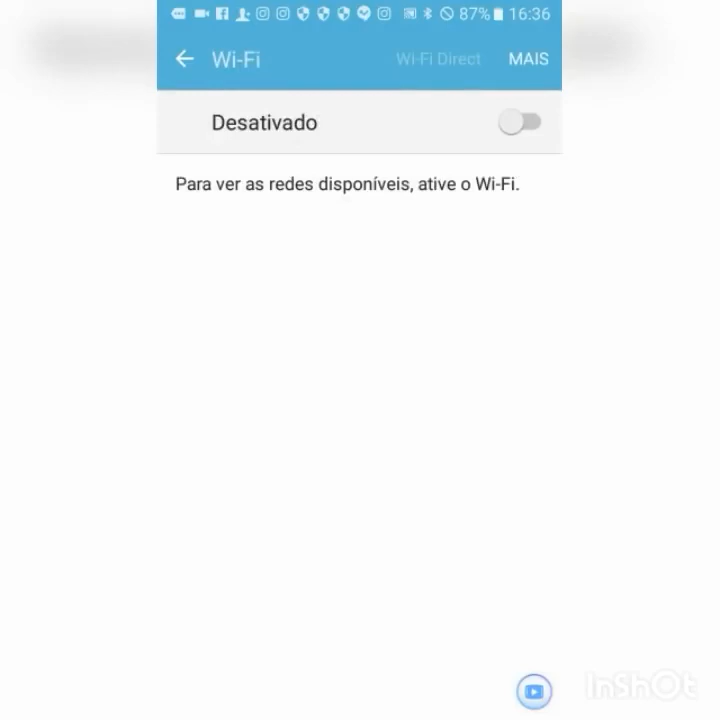 87% 16:36
Wi-Fi Wi-Fi Direct MAIS
Desativado
Para ver as redes disponíveis, ative o Wi-Fi.
InShOt